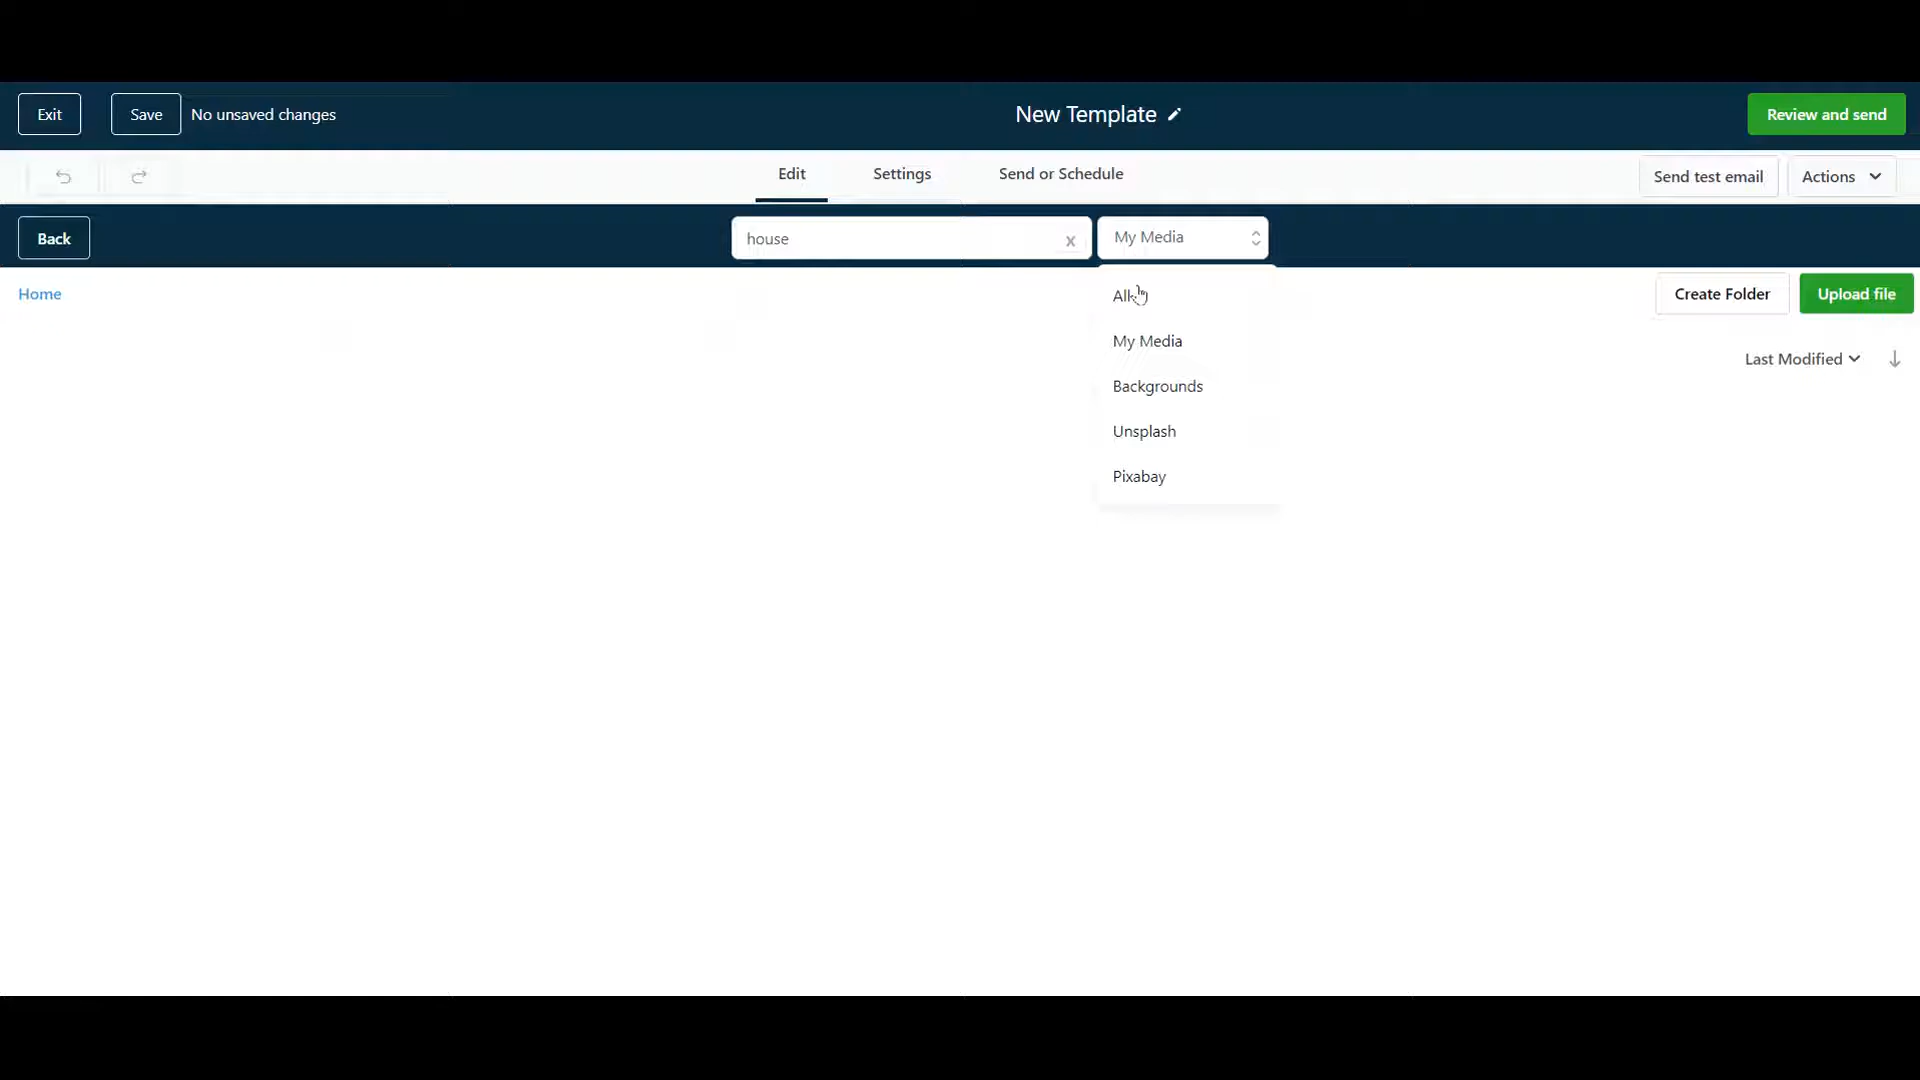 Exit
Save
No unsaved changes
New Template
Review and send
Edit
Settings
Send or Schedule
Send test email
Actions
Back
house
x
My Media
Home
All
My Media
Backgrounds
Unsplash
Pixabay
Create Folder
Upload file
Last Modified